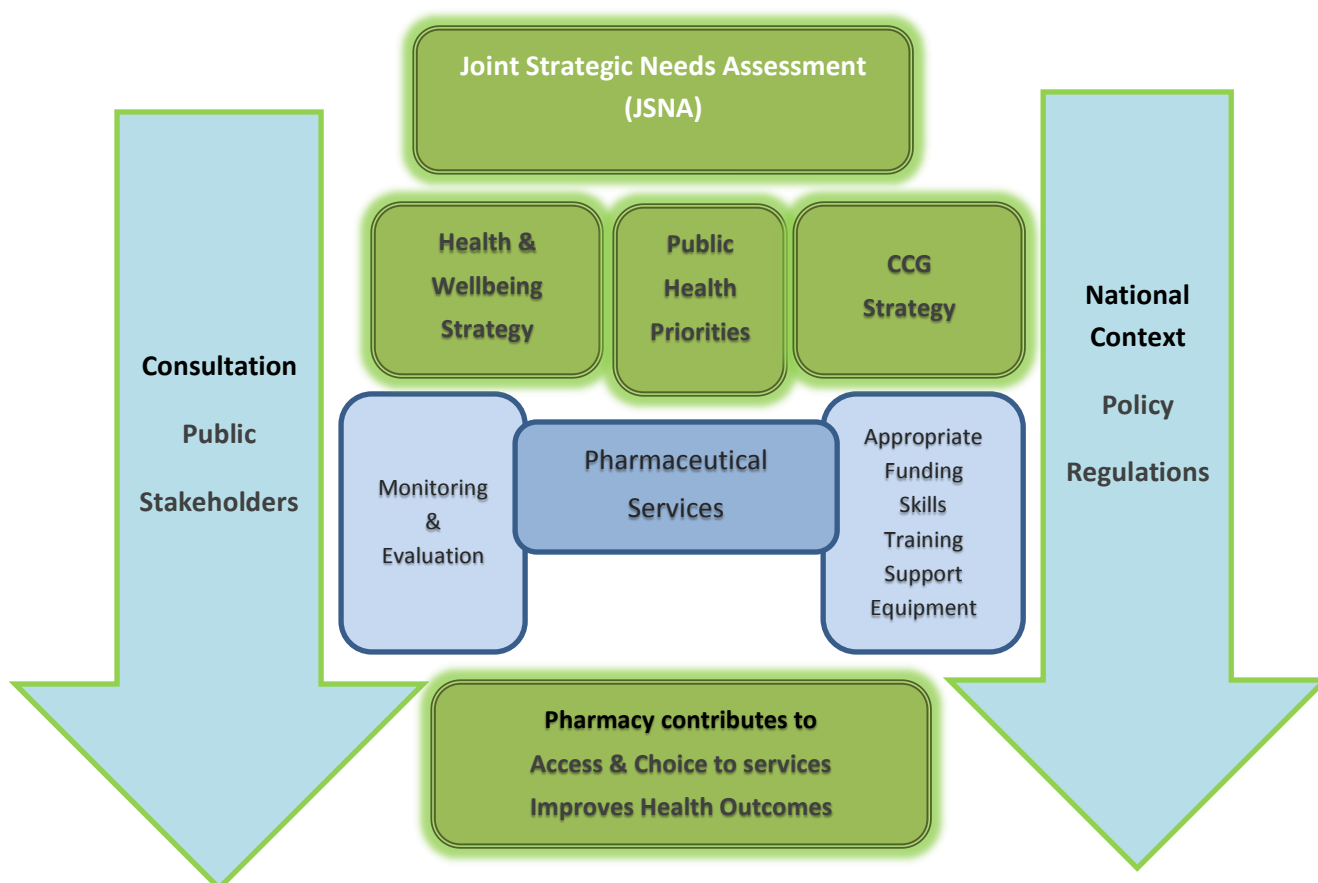 Joint Strategic Needs Assessment
(JSNA)
Health &
Wellbeing
Strategy
Public
Health
Priorities
CCG
Strategy
Consultation
Public
Stakeholders
National
Context
Policy
Regulations
Monitoring
&
Evaluation
Pharmaceutical
Services
Appropriate
Funding
Skills
Training
Support
Equipment
Pharmacy contributes to
Access & Choice to services
Improves Health Outcomes